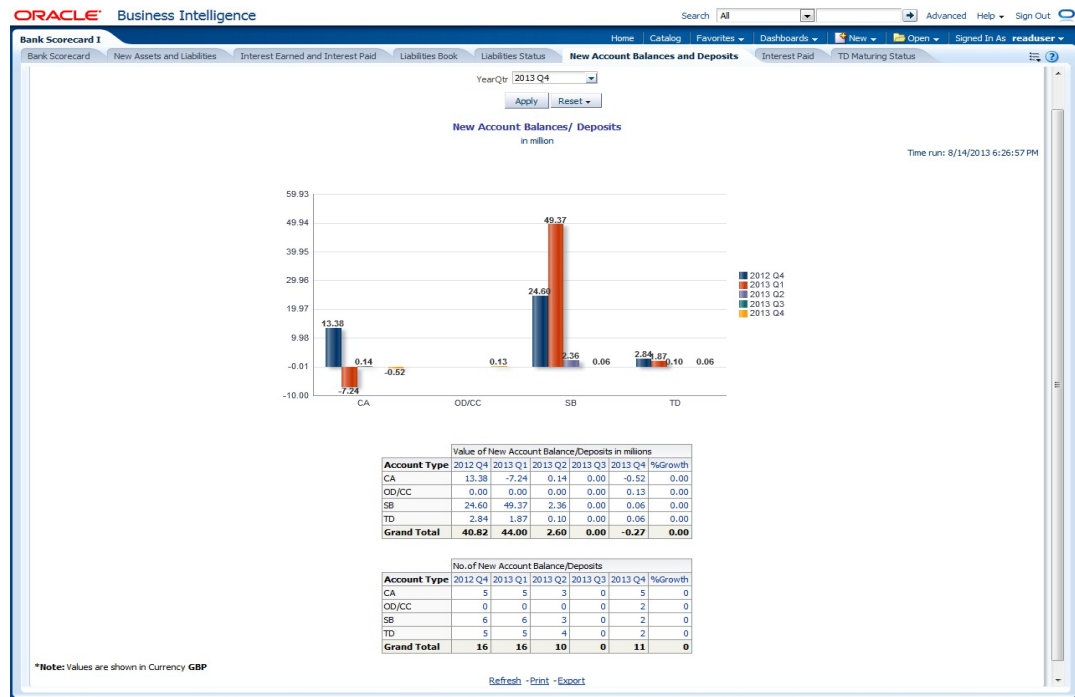 ORACLE Business Intelligence Search All Advanced Help Sign Out
Bank Scorecard I Home Catalog Favorites Dashboards New Open Signed In As readuser
Bank Scorecard New Assets and Liabilities Interest Earned and Interest Paid Liabilities Book Liabilities Status New Account Balances and Deposits Interest Paid TD Maturing Status
YearQtr 2013 Q4
Apply Reset
New Account Balances/ Deposits
in million
Time run: 8/14/2013 6:26:57 PM
59.93
49.94
39.95
29.96
19.97
9.98
-0.01
-10.00
13.38
-7.24
0.14
-0.52
0.13
24.60
49.37
2.36
0.06
2.84
1.87
0.10
0.06
CA OD/CC SB TD
2012 Q4
2013 Q1
2013 Q2
2013 Q3
2013 Q4
Value of New Account Balance/Deposits in millions
Account Type 2012 Q4 2013 Q1 2013 Q2 2013 Q3 2013 Q4 %Growth
CA 13.38 -7.24 0.14 0.00 -0.52 0.00
OD/CC 0.00 0.00 0.00 0.00 0.13 0.00
SB 24.60 49.37 2.36 0.00 0.06 0.00
TD 2.84 1.87 0.10 0.00 0.06 0.00
Grand Total 40.82 44.00 2.60 0.00 -0.27 0.00
No.of New Account Balance/Deposits
Account Type 2012 Q4 2013 Q1 2013 Q2 2013 Q3 2013 Q4 %Growth
CA 5 5 3 0 5 0
OD/CC 0 0 0 0 2 0
SB 6 6 3 0 2 0
TD 5 5 4 0 2 0
Grand Total 16 16 10 0 11 0
*Note: Values are shown in Currency GBP
Refresh - Print - Export